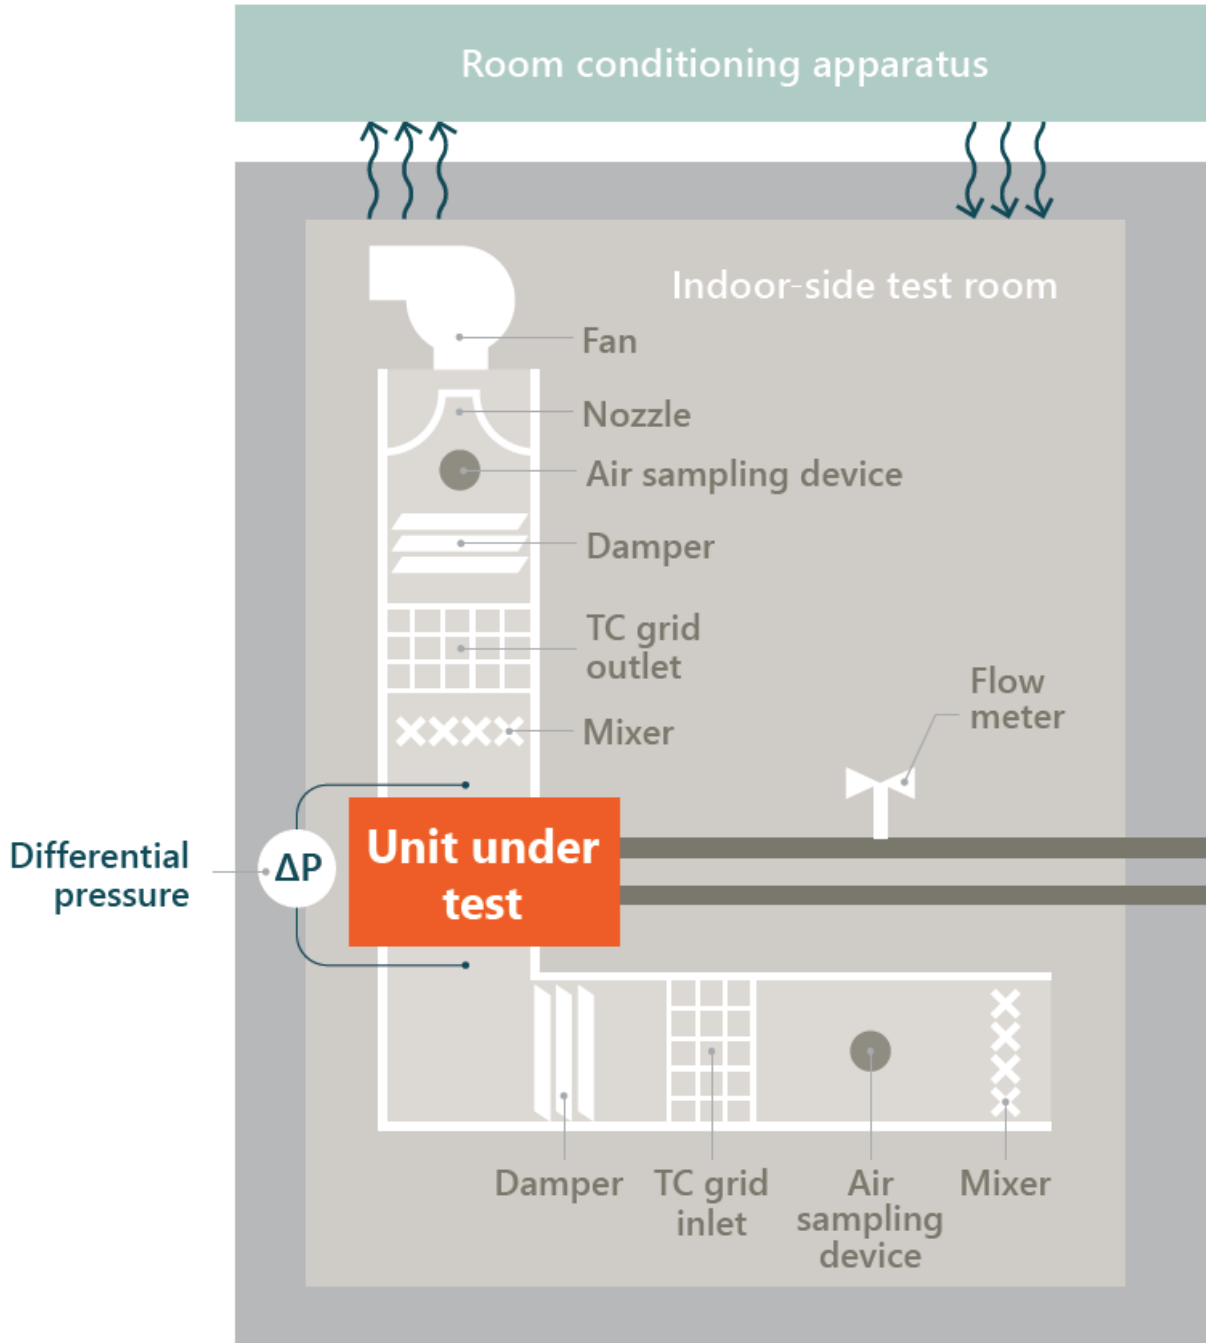 Room conditioning apparatus
Indoor-side test room
Fan
Nozzle
Air sampling device
Damper
TC grid
outlet
Mixer
Flow
meter
Differential
pressure
ΔP
Unit under
test
Damper
TC grid
inlet
Air
sampling
device
Mixer